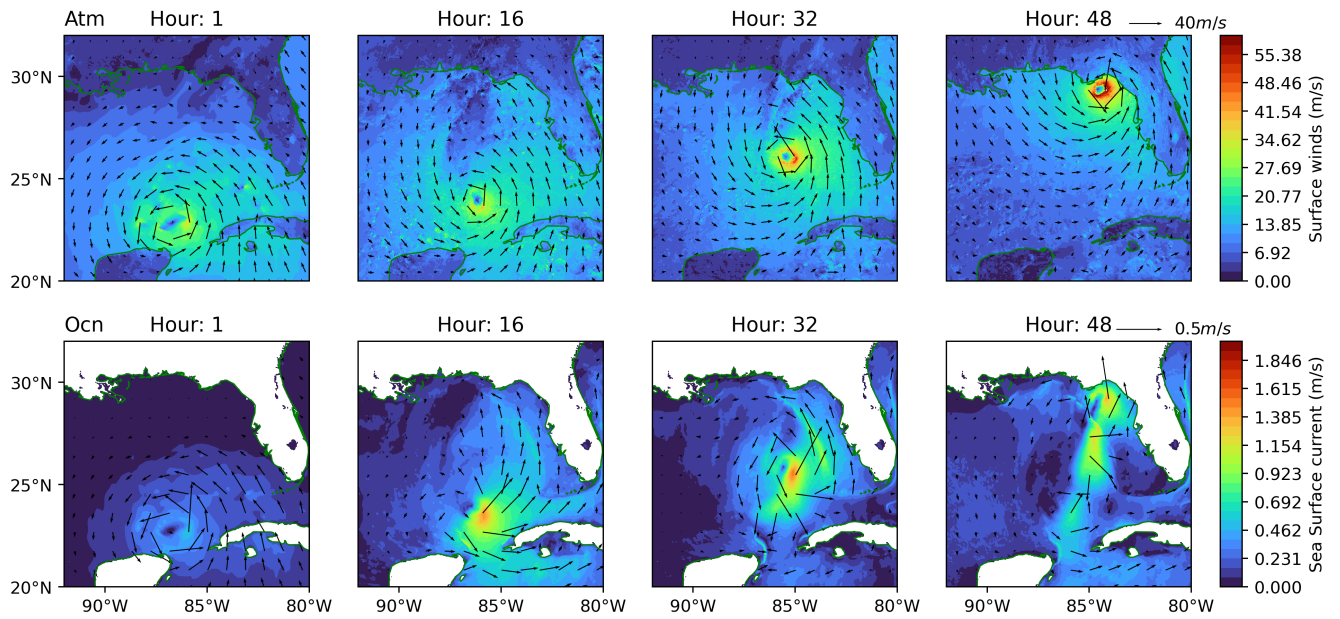 Atm Hour: 1 Hour: 16 Hour: 32 Hour: 48 40m/s
30°N
25°N
20°N
55.38
48.46
41.54
34.62
27.69
20.77
13.85
6.92
0.00
Surface winds (m/s)
Ocn Hour: 1 Hour: 16 Hour: 32 Hour: 48 0.5m/s
30°N
25°N
20°N
90°W 85°W 80°W 90°W 85°W 80°W 90°W 85°W 80°W 90°W 85°W 80°W
1.846
1.615
1.385
1.154
0.923
0.692
0.462
0.231
0.000
Sea Surface current (m/s)